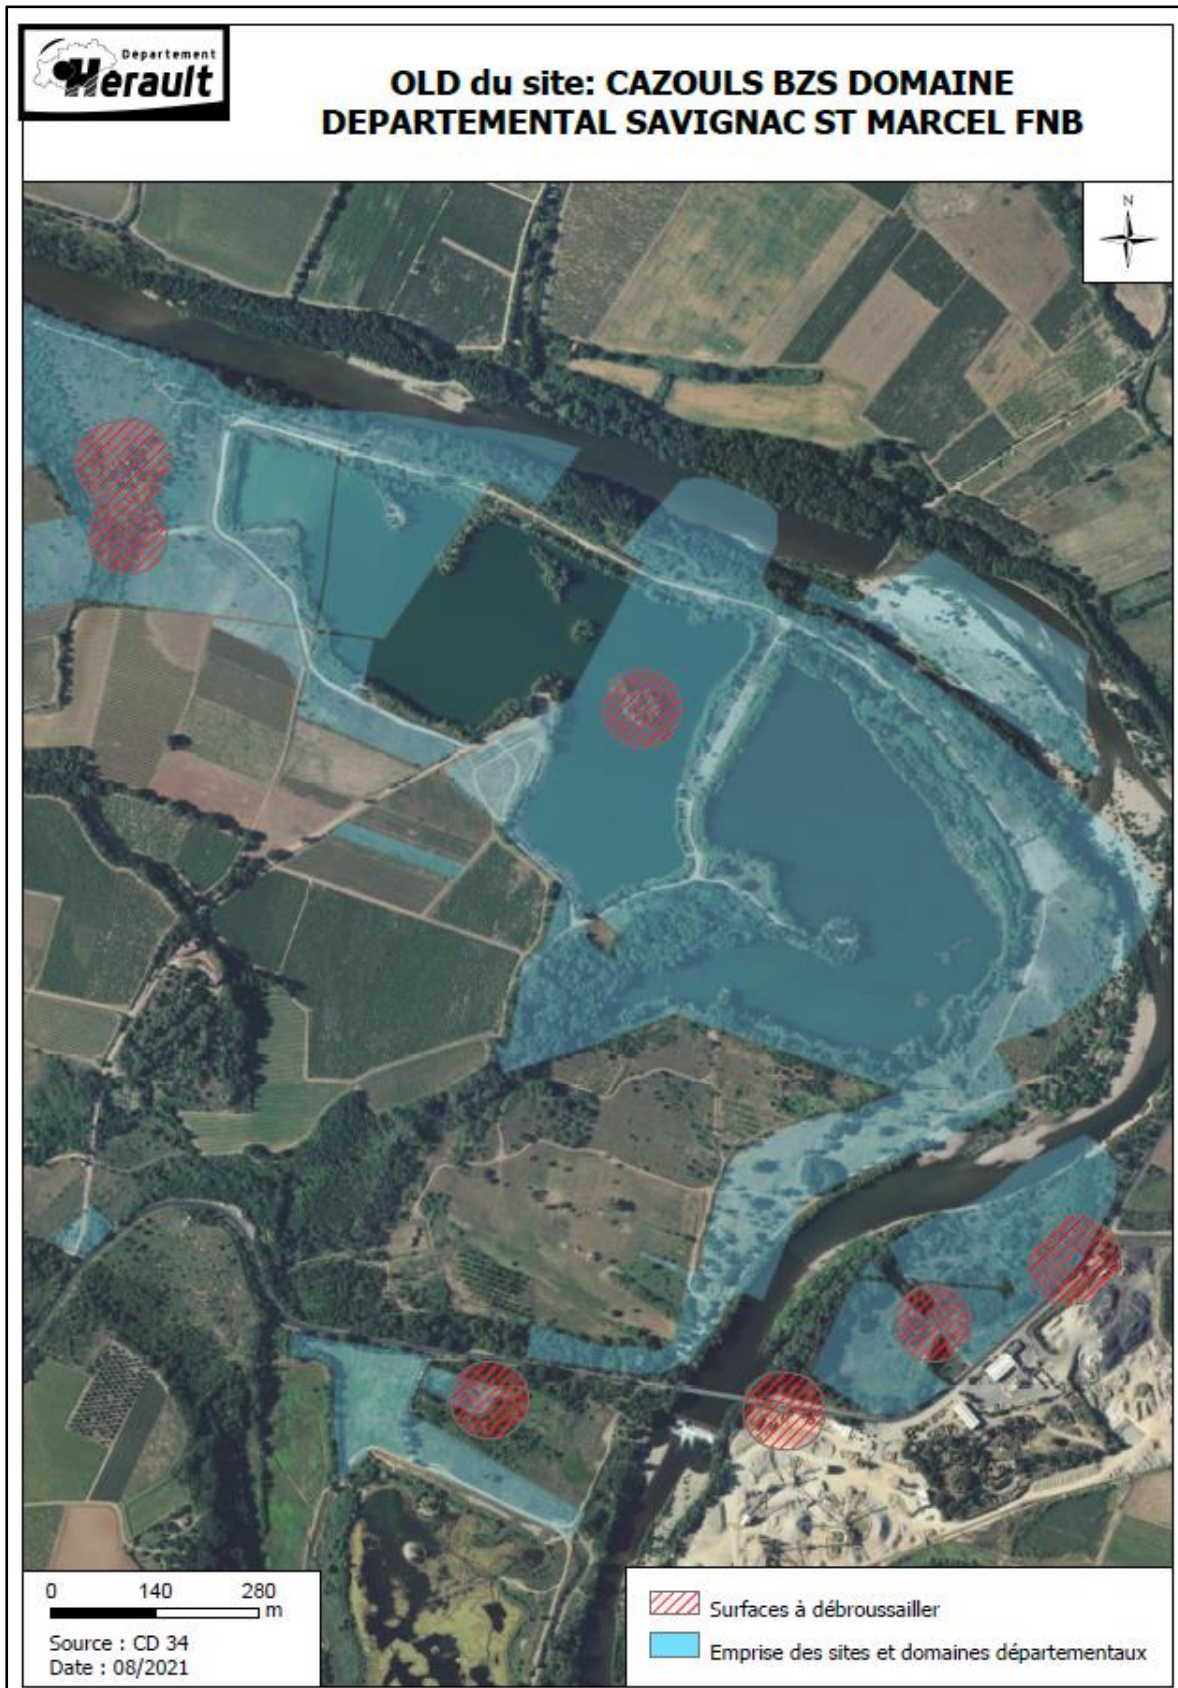 Département
Hérault
OLD du site: CAZOULS BZS DOMAINE
DEPARTEMENTAL SAVIGNAC ST MARCEL FNB
N
0 140 280
m
Source : CD 34
Date : 08/2021
Surfaces à débroussailler
Emprise des sites et domaines départementaux